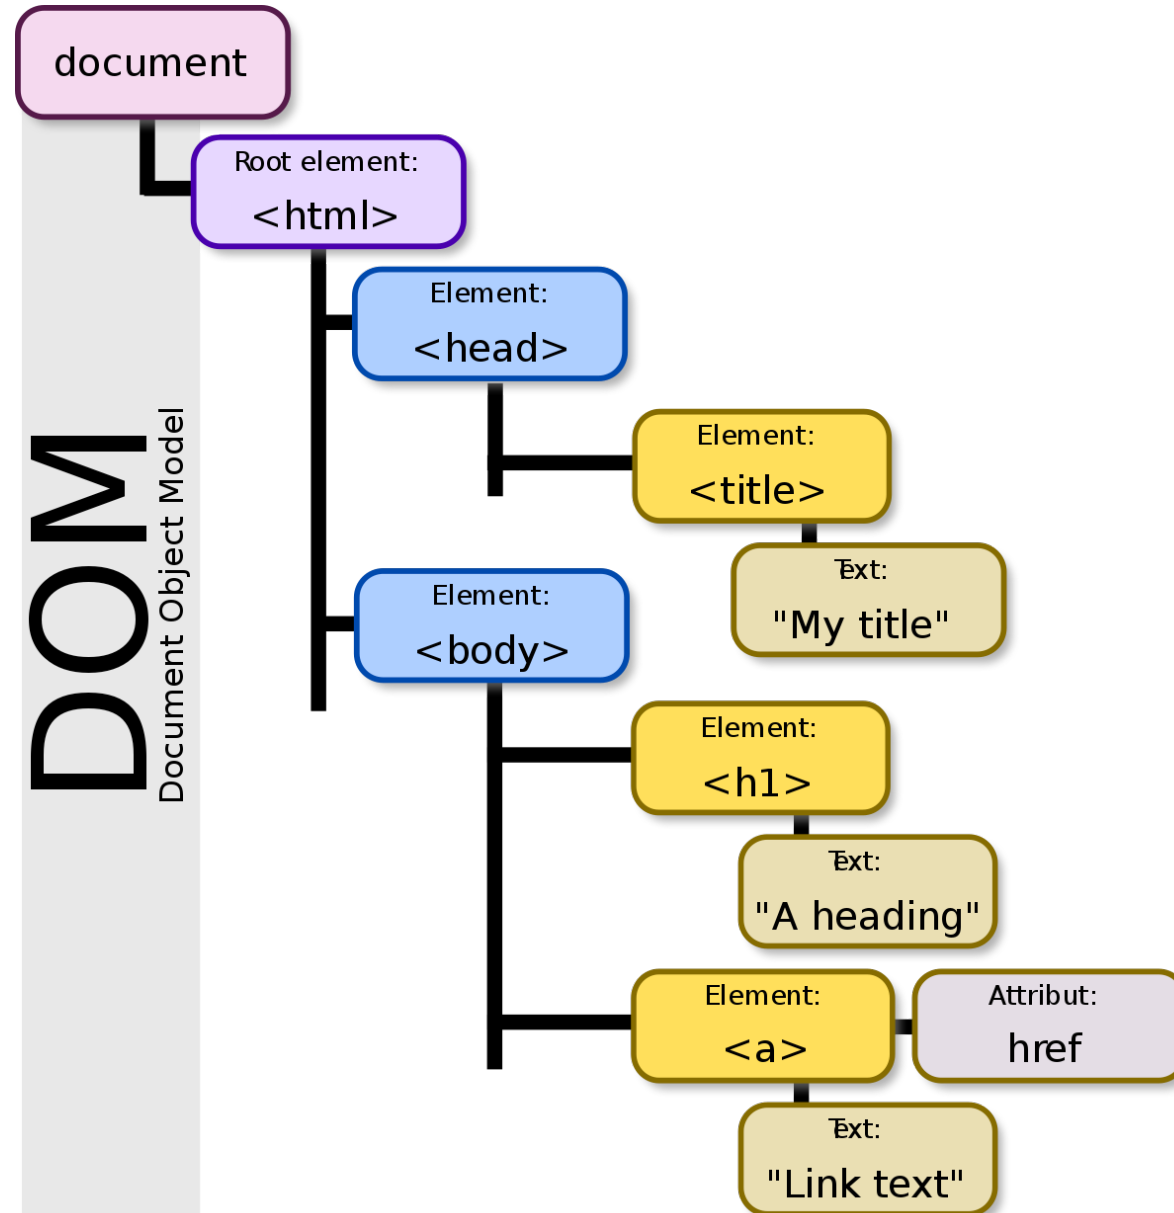 document
Root element:
<html>
Element:
<head>
Element:
<title>
Text:
"My title"
Element:
<body>
Element:
<h1>
Text:
"A heading"
Element:
<a>
Attribut:
href
Text:
"Link text"
DOM
Document Object Model